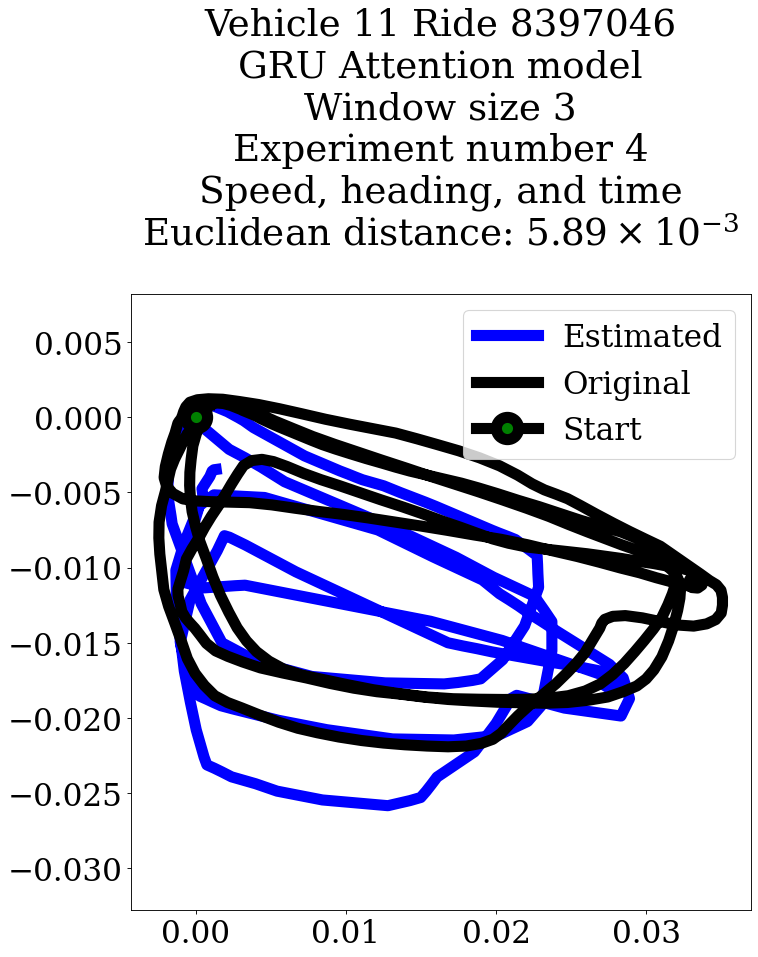 Vehicle 11 Ride 8397046
GRU Attention model
Window size 3
Experiment number 4
Speed, heading, and time
Euclidean distance: 5.89 × 10⁻³
Estimated
Original
Start
0.005
0.000
−0.005
−0.010
−0.015
−0.020
−0.025
−0.030
0.00 0.01 0.02 0.03